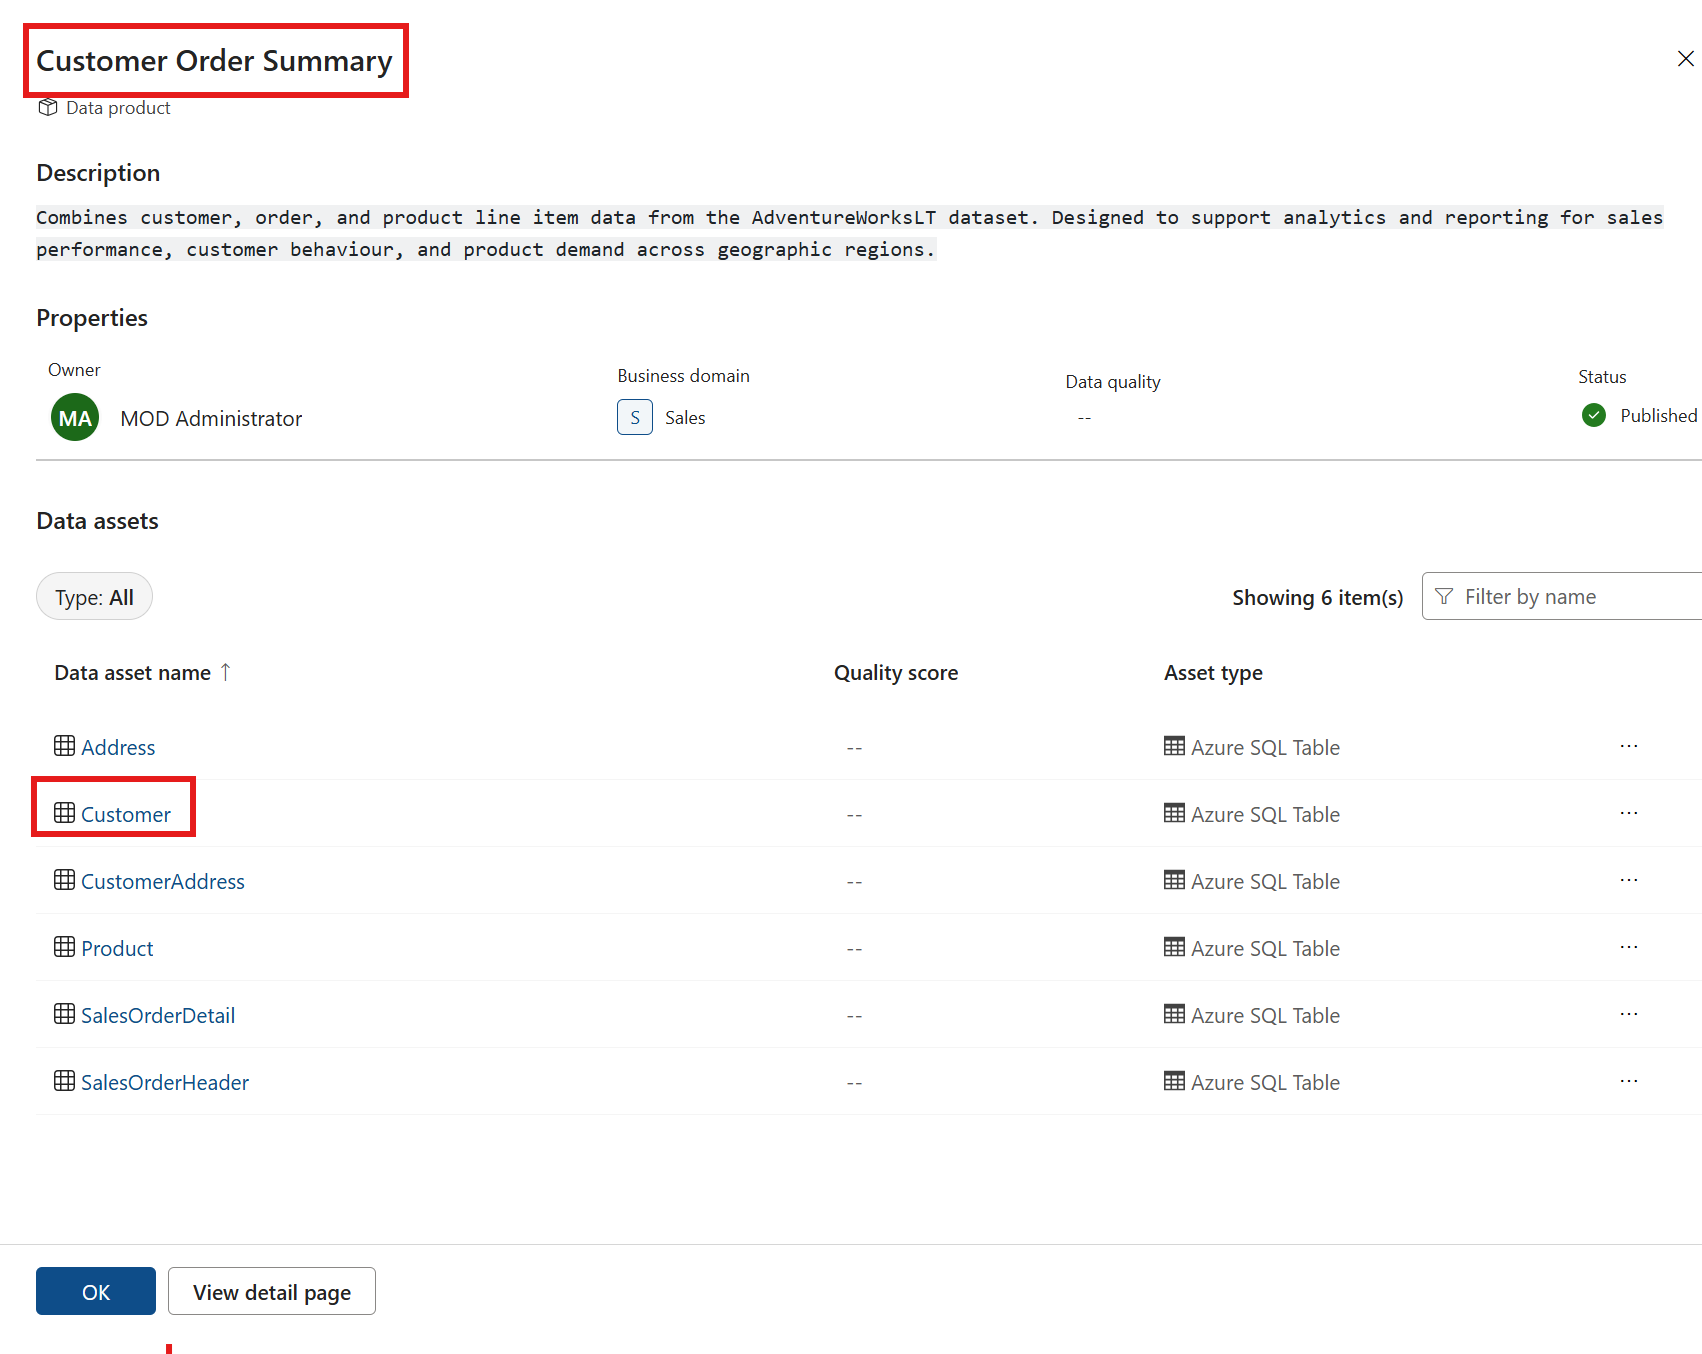 Customer Order Summary
Data product
Description
Combines customer, order, and product line item data from the AdventureWorksLT dataset. Designed to support analytics and reporting for sales
performance, customer behaviour, and product demand across geographic regions.
Properties
Owner
Business domain
Data quality
Status
MA MOD Administrator
S Sales
--
Published
Data assets
Type: All
Showing 6 item(s)
Filter by name
Data asset name ↑ Quality score Asset type
Address -- Azure SQL Table ...
Customer -- Azure SQL Table ...
CustomerAddress -- Azure SQL Table ...
Product -- Azure SQL Table ...
SalesOrderDetail -- Azure SQL Table ...
SalesOrderHeader -- Azure SQL Table ...
OK View detail page